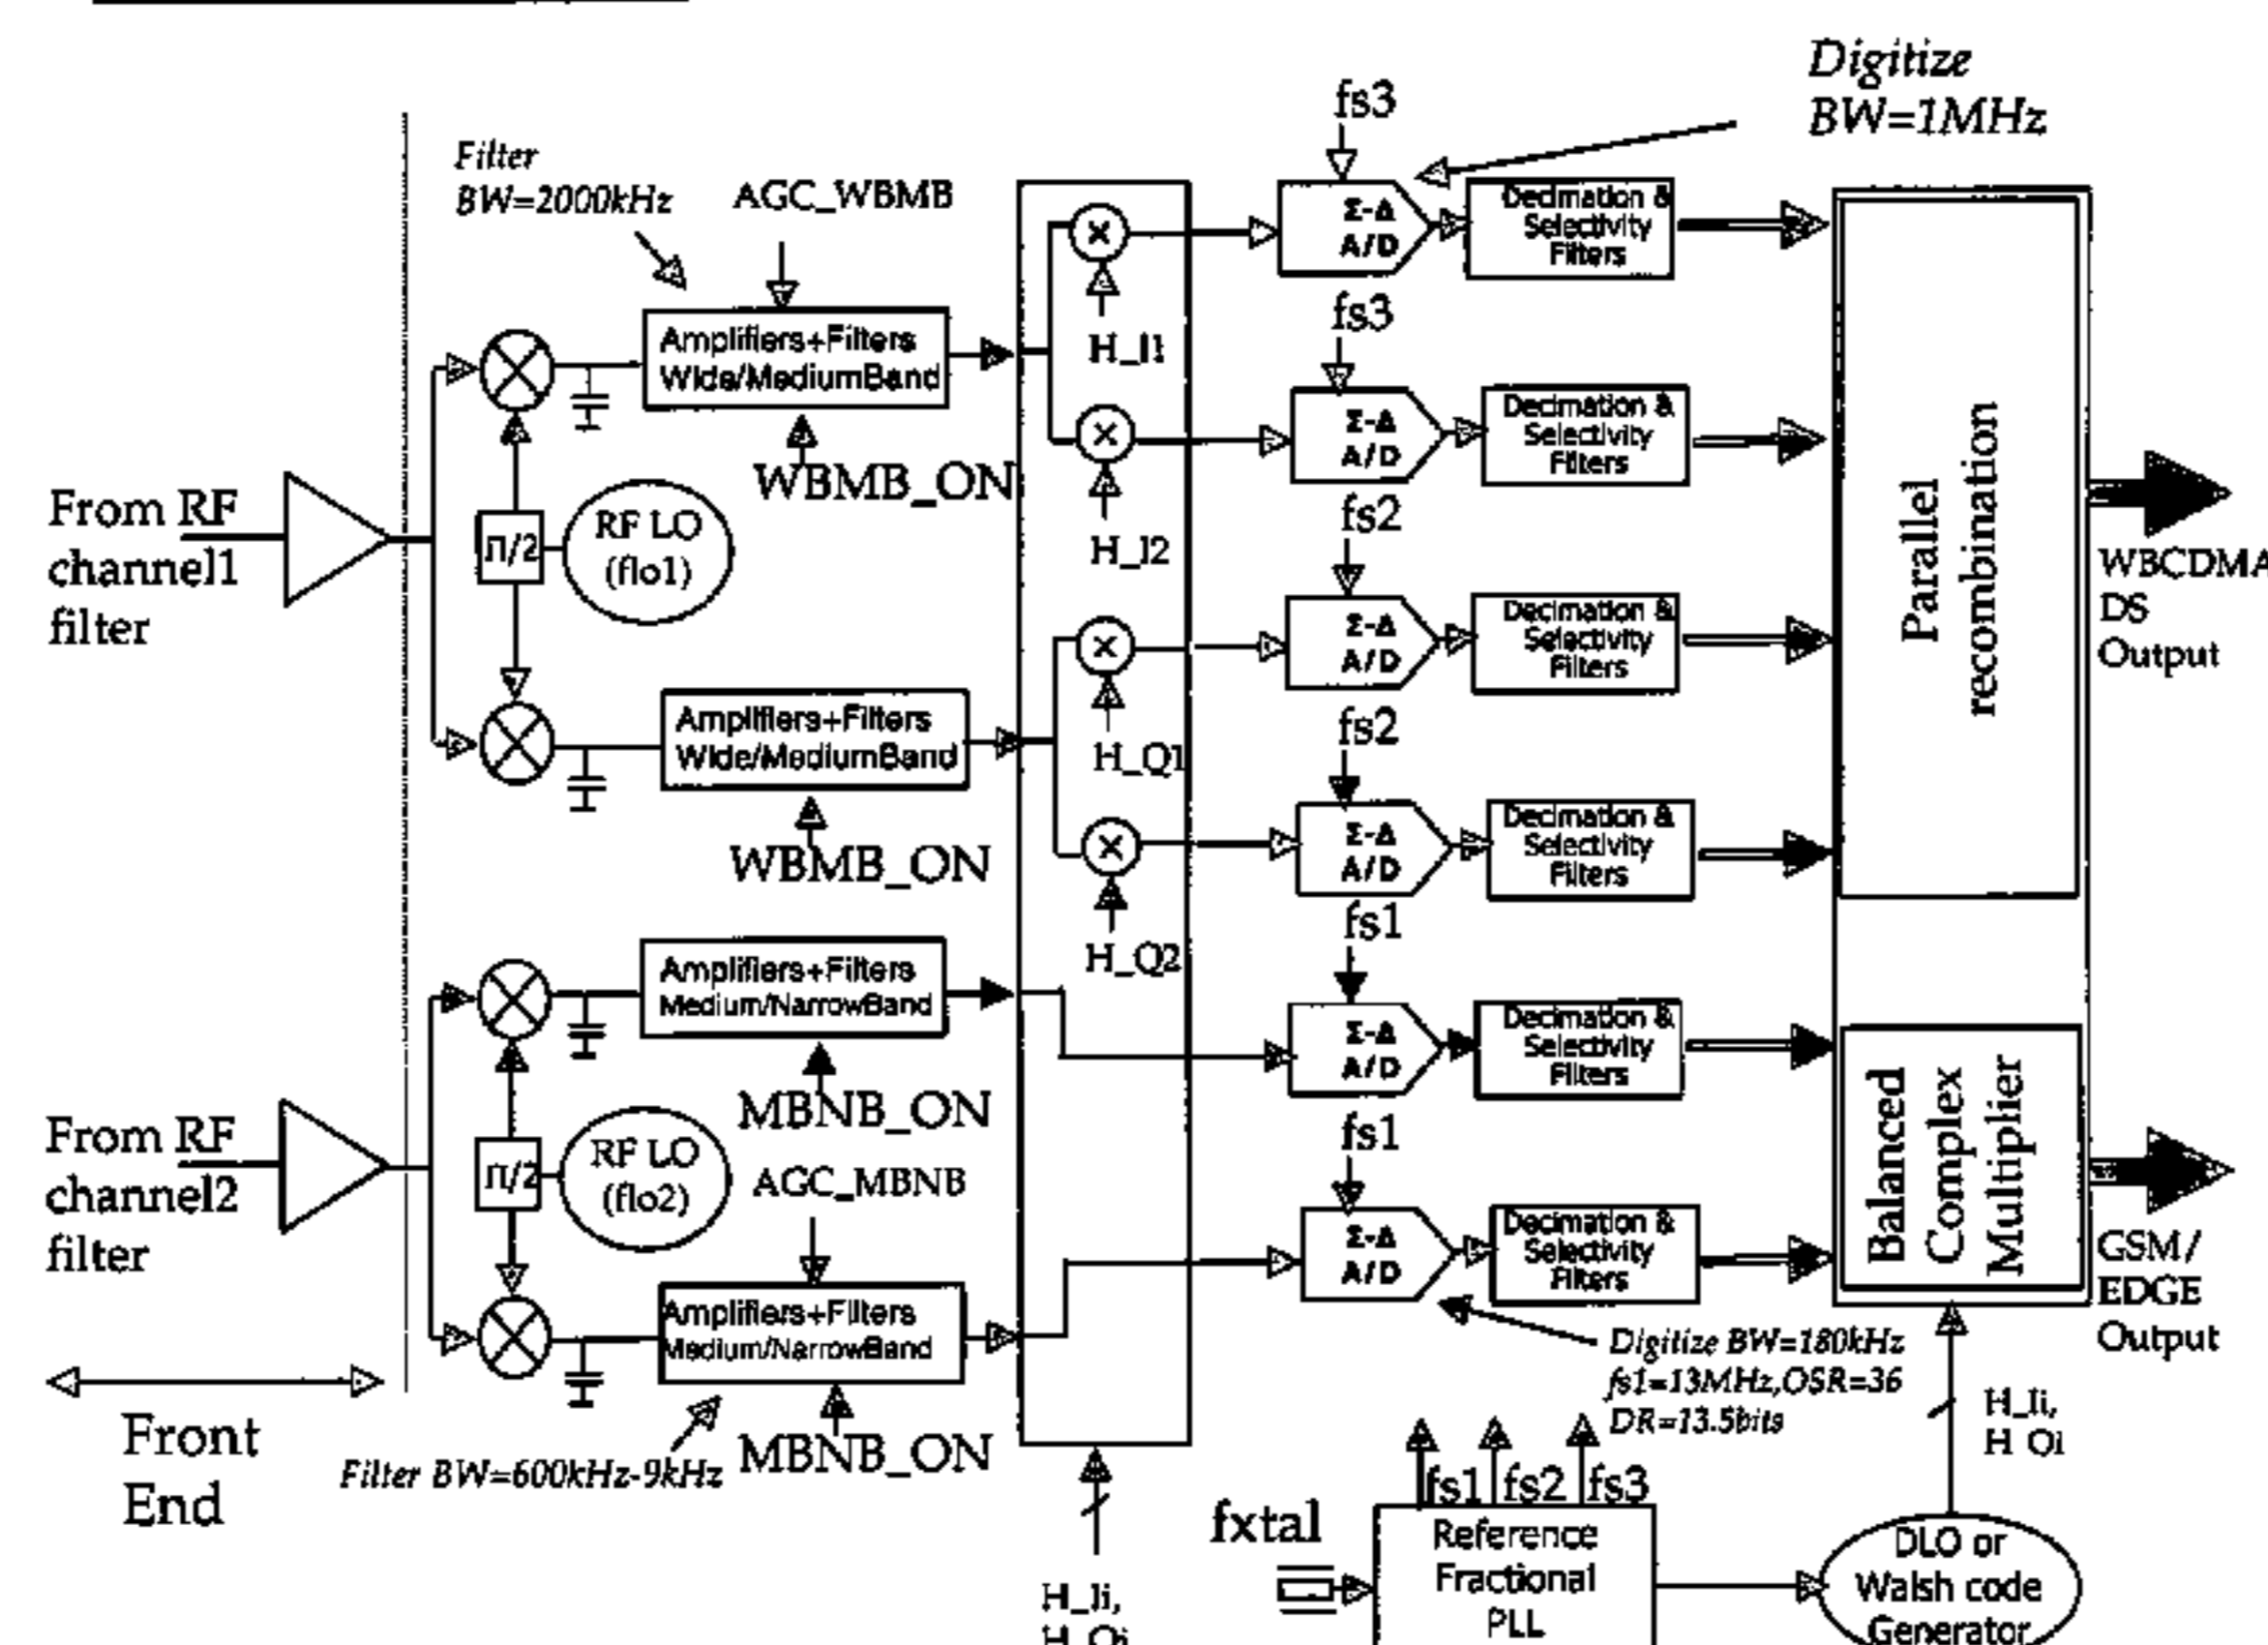 Digitize
BW=1MHz
fs3
Filter
BW=2000kHz
AGC_WBMB
Σ-Δ
A/D
Decimation &
Selectivity
Filters
Amplifiers+Filters
Wide/MediumBand
H_I1
fs3
WBMB_ON
Σ-Δ
A/D
Decimation &
Selectivity
Filters
H_I2
From RF
channel1
filter
Π/2
RF LO
(flo1)
fs2
Σ-Δ
A/D
Decimation &
Selectivity
Filters
Parallel
recombination
WBCDMA
DS
Output
Amplifiers+Filters
Wide/MediumBand
H_Q1
fs2
WBMB_ON
Σ-Δ
A/D
Decimation &
Selectivity
Filters
H_Q2
Amplifiers+Filters
Medium/NarrowBand
fs1
MBNB_ON
Σ-Δ
A/D
Decimation &
Selectivity
Filters
From RF
channel2
filter
Π/2
RF LO
(flo2)
AGC_MBNB
fs1
Σ-Δ
A/D
Decimation &
Selectivity
Filters
Balanced
Complex
Multiplier
GSM/
EDGE
Output
Amplifiers+Filters
Medium/NarrowBand
Digitize BW=180kHz
fs1=13MHz,OSR=36
DR=13.5bits
Front
End
Filter BW=600kHz-9kHz
MBNB_ON
H_Ii,
H_Qi
fs1
fs2
fs3
fxtal
Reference
Fractional
PLL
DLO or
Walsh code
Generator
H_Ii,
H_Qi